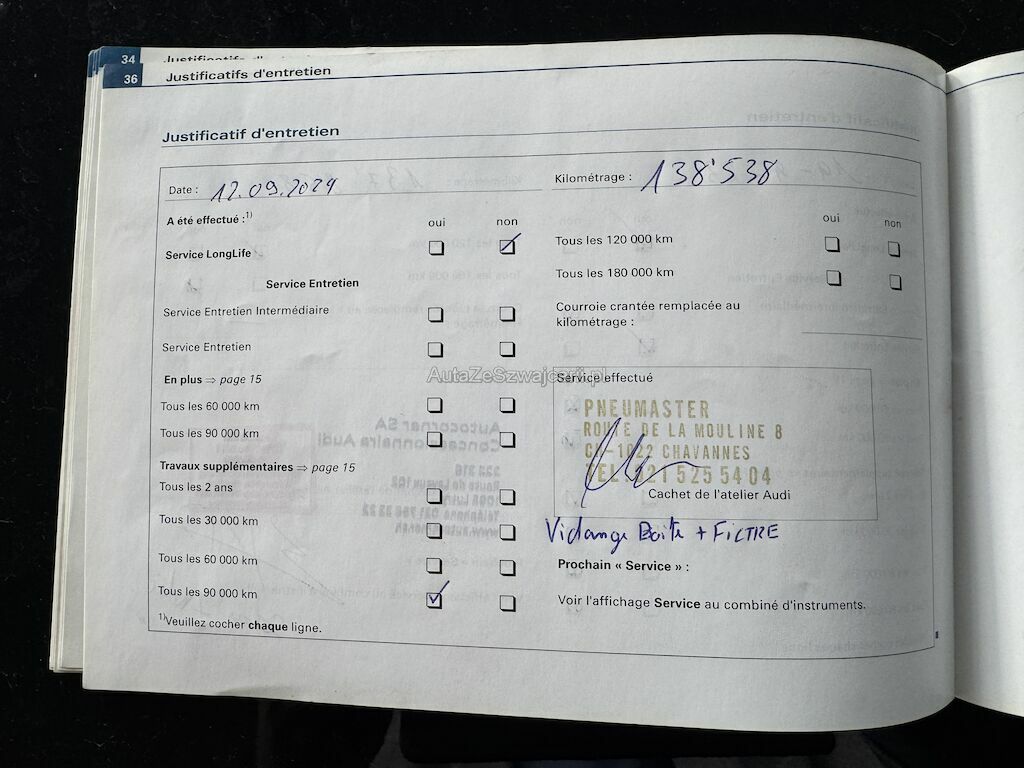 34 Justificatifs d'entretien
36 Justificatifs d'entretien
Justificatif d'entretien
Date : 12.09.2024
Kilométrage : 138'538
A été effectué :1)
oui non
Service LongLife
Service Entretien
Service Entretien Intermédiaire
Service Entretien
En plus ⇒ page 15
Tous les 60 000 km
Tous les 90 000 km
Travaux supplémentaires ⇒ page 15
Tous les 2 ans
Tous les 30 000 km
Tous les 60 000 km
Tous les 90 000 km
1)Veuillez cocher chaque ligne.
oui non
Tous les 120 000 km
Tous les 180 000 km
Courroie crantée remplacée au
kilométrage :
AutaZeSzwajcarii.pl
Service effectué
PNEUMASTER
ROUTE DE LA MOULINE 8
CH-1022 CHAVANNES
TEL. 021 525 54 04
Cachet de l'atelier Audi
Vidange Boite + FiLTRE
Prochain « Service » :
Voir l'affichage Service au combiné d'instruments.